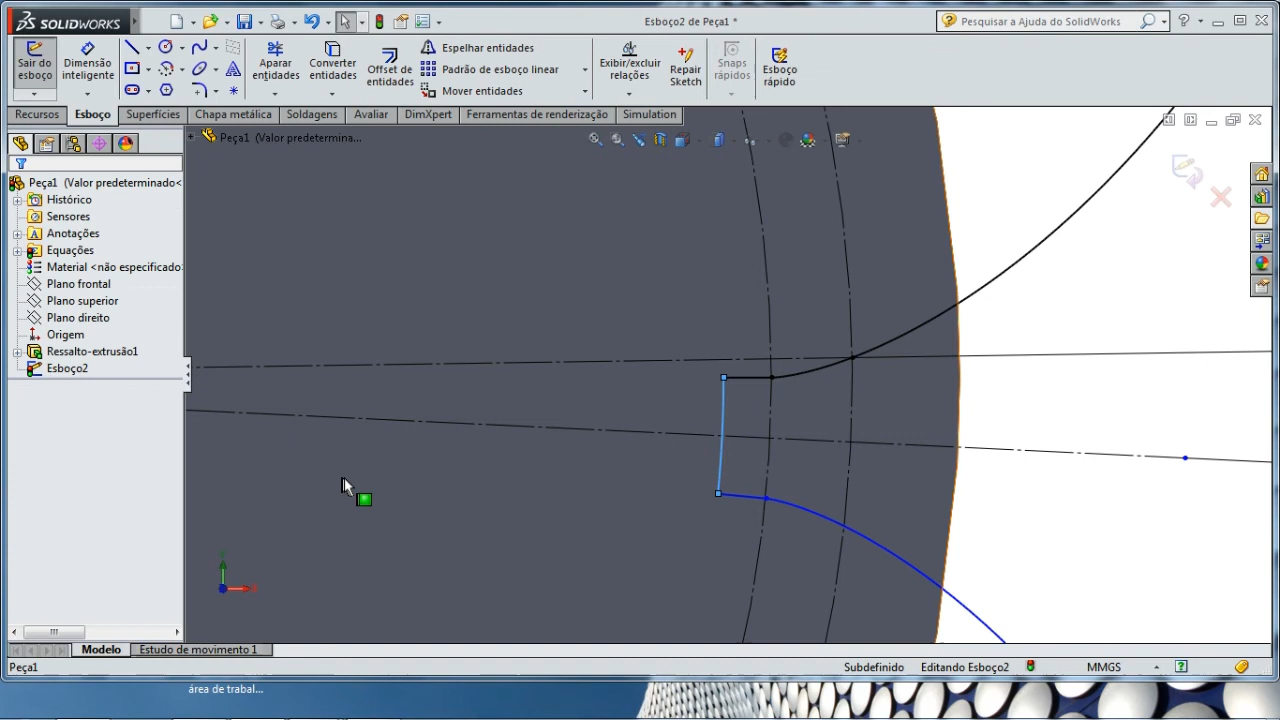 SOLIDWORKS
Esboço2 de Peça1 *
Pesquisar a Ajuda do SolidWorks
Sair do
esboço
Dimensão
inteligente
Aparar
entidades
Converter
entidades
Offset de
entidades
Espelhar entidades
Padrão de esboço linear
Mover entidades
Exibir/excluir
relações
Repair
Sketch
Snaps
rápidos
Esboço
rápido
Recursos
Esboço
Superfícies
Chapa metálica
Soldagens
Avaliar
DimXpert
Ferramentas de renderização
Simulation
Peça1 (Valor predetermina...
Peça1 (Valor predeterminado<
Histórico
Sensores
Anotações
Equações
Material <não especificado>
Plano frontal
Plano superior
Plano direito
Origem
Ressalto-extrusão1
Esboço2
Modelo
Estudo de movimento 1
Peça1
Subdefinido
Editando Esboço2
MMGS
área de trabal...